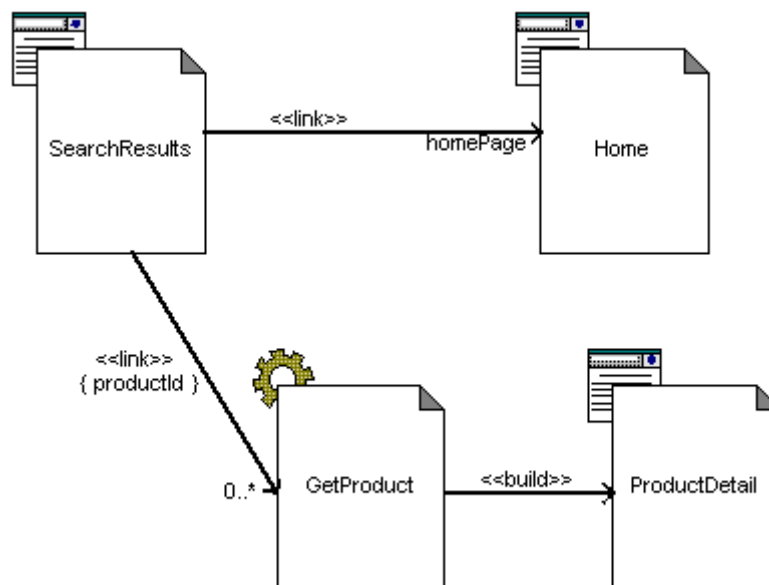 <<link>>
homePage
SearchResults
Home
<<link>>
{ productId }
0..*
GetProduct
<<build>>
ProductDetail